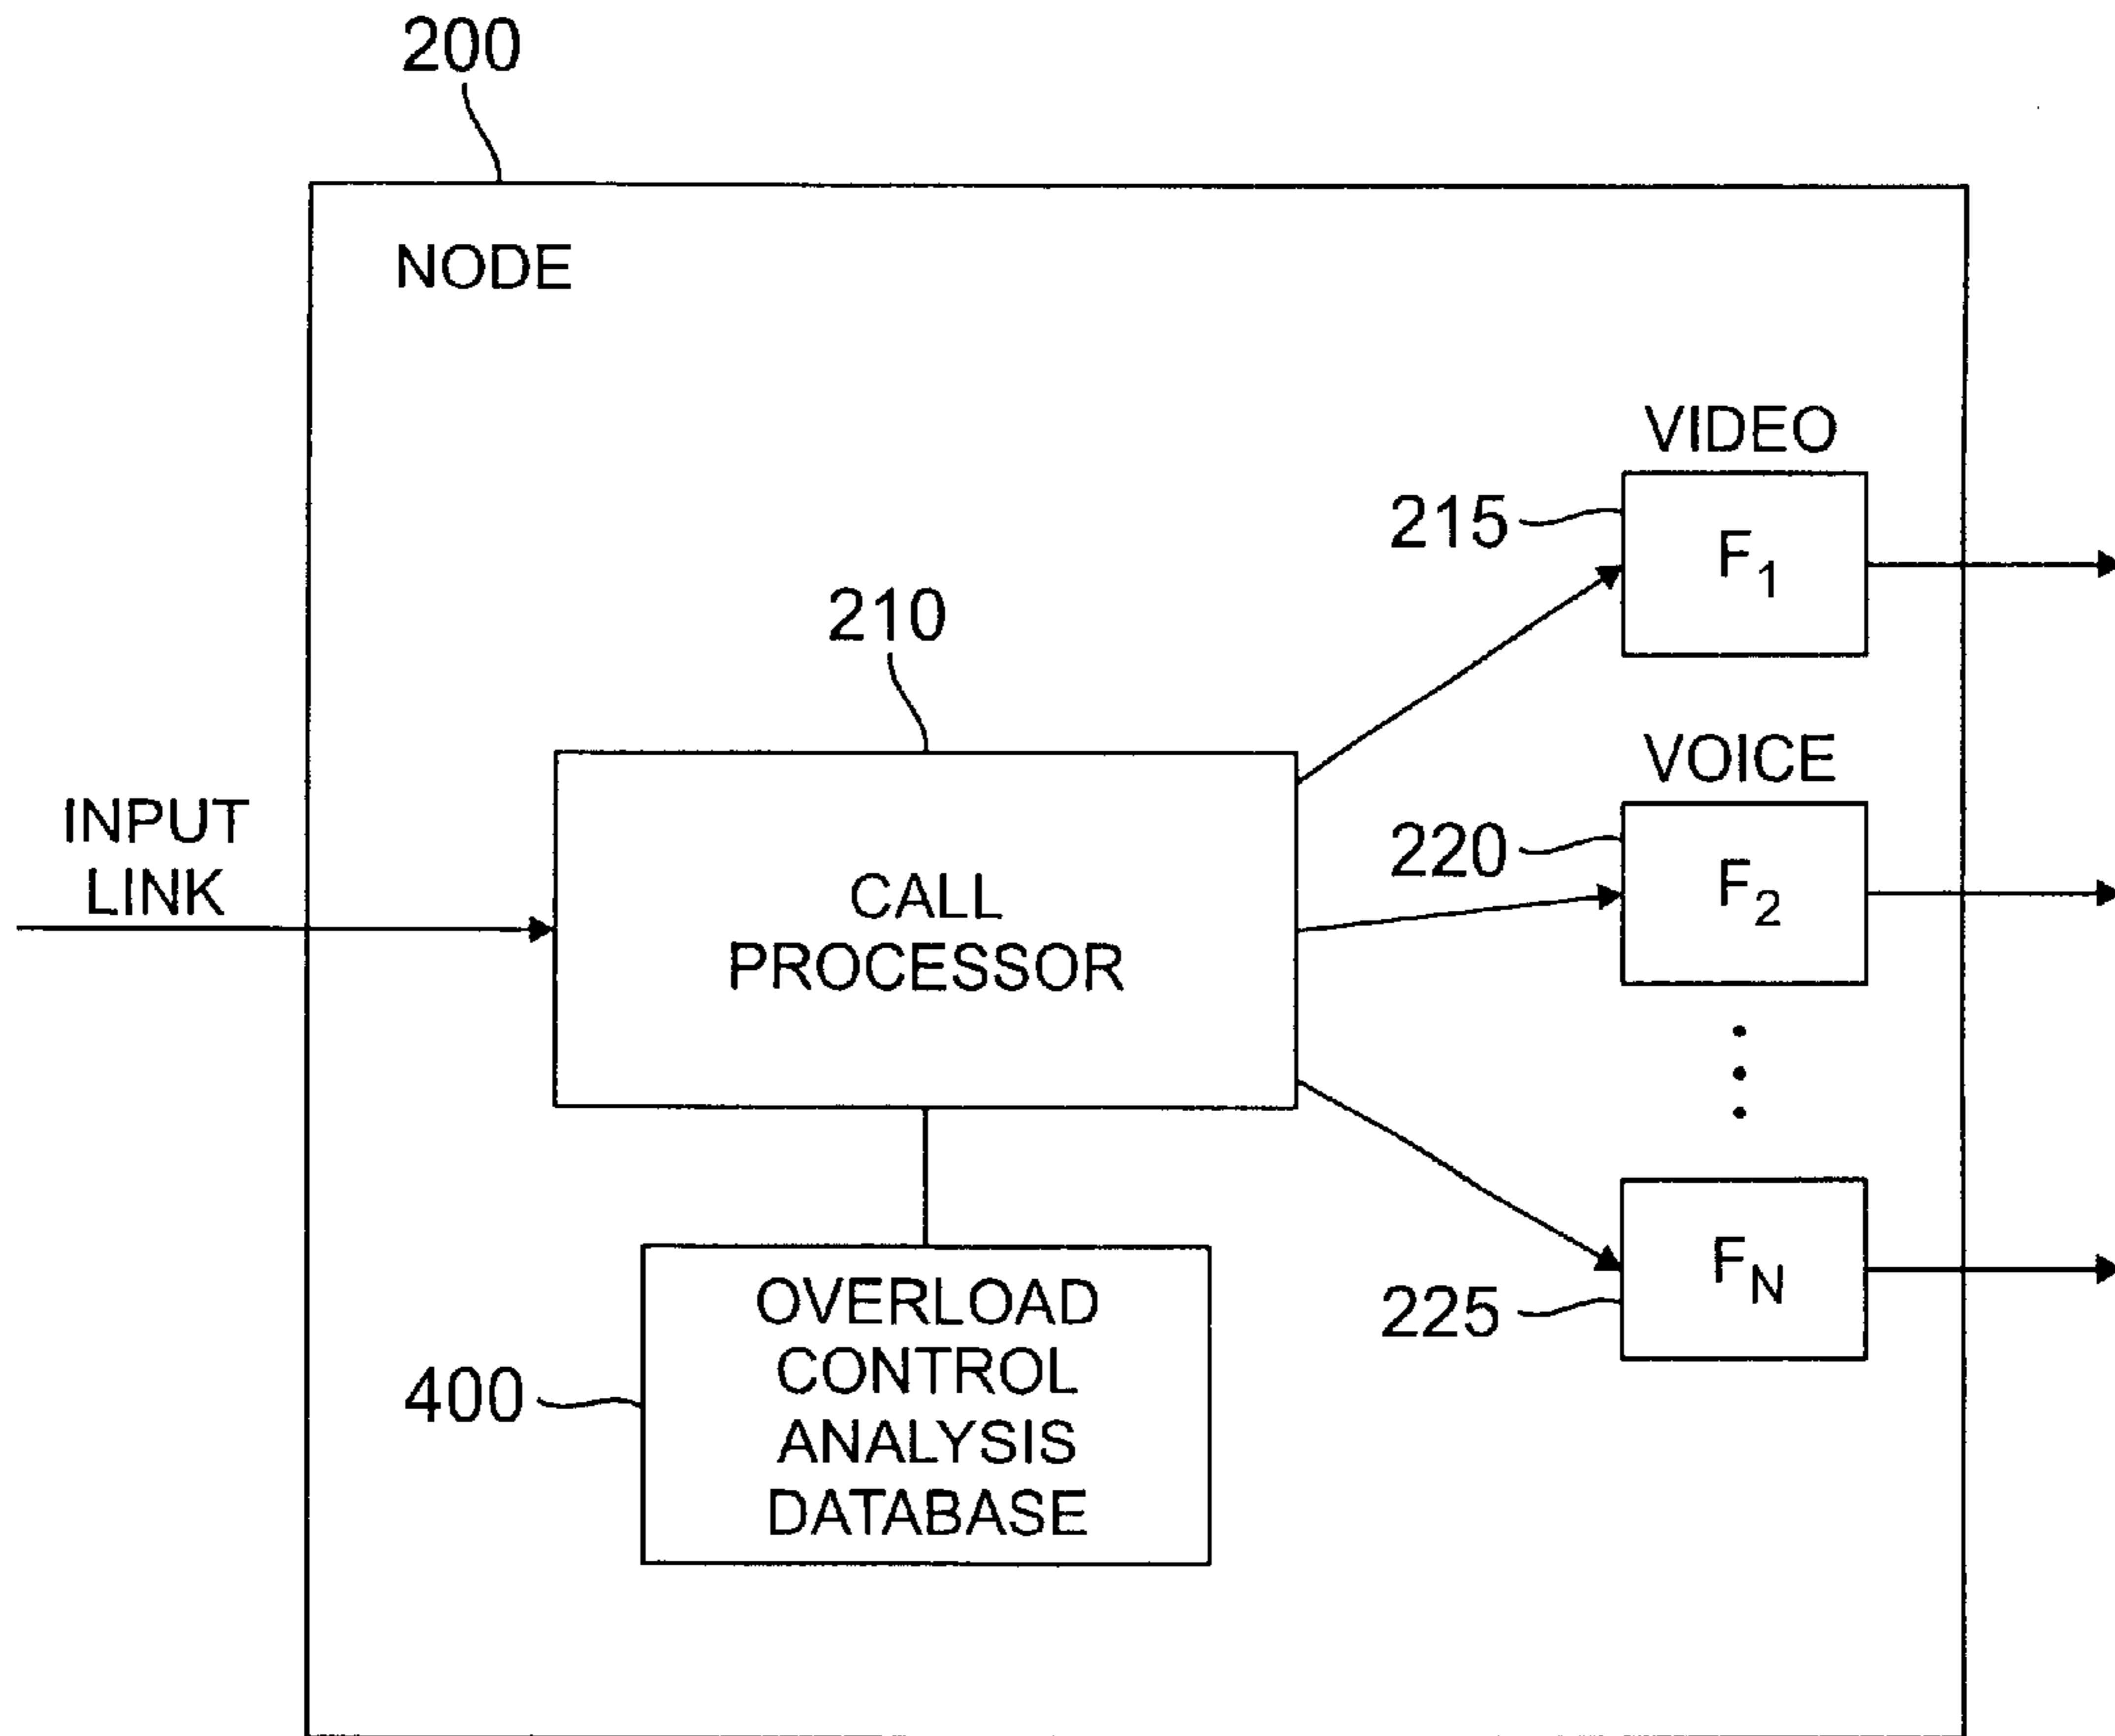 200
NODE
VIDEO
215
F₁
210
VOICE
INPUT
LINK
220
F₂
CALL
PROCESSOR
225
F_N
400
OVERLOAD
CONTROL
ANALYSIS
DATABASE